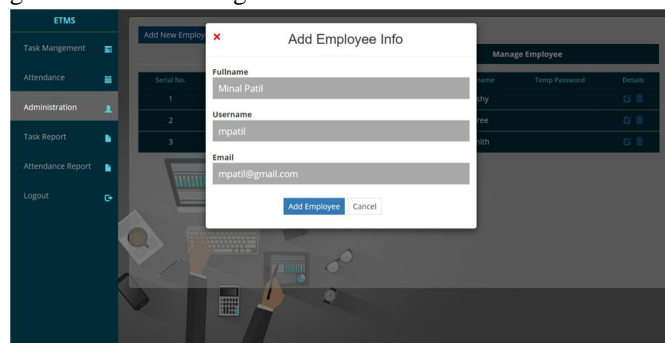 ETMS
Task Mangement
Attendance
Administration
Task Report
Attendance Report
Logout
Add New Employ
Manage Employee
Serial No.
name
Temp Password
Details
1
shy
2
ree
3
nith
Add Employee Info
Fullname
Minal Patil
Username
mpatil
Email
mpatil@gmail.com
Add Employee
Cancel